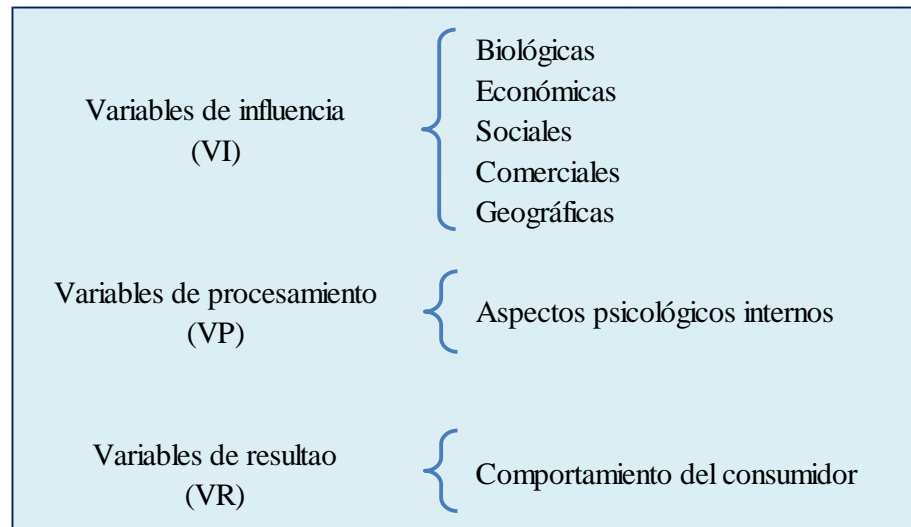 Variables de influencia
(VI)
Biológicas
Económicas
Sociales
Comerciales
Geográficas
Variables de procesamiento
(VP)
Aspectos psicológicos internos
Variables de resultao
(VR)
Comportamiento del consumidor